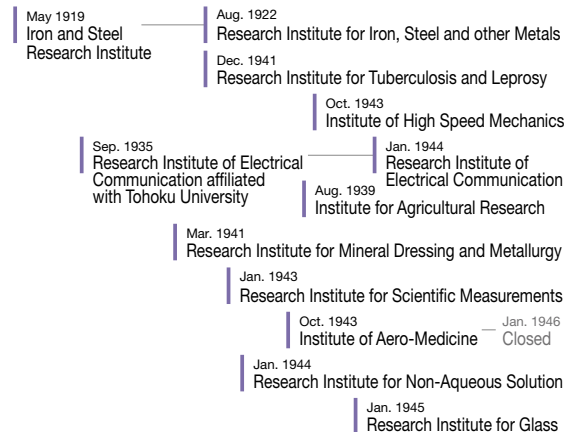 May 1919
Iron and Steel
Research Institute
Aug. 1922
Research Institute for Iron, Steel and other Metals
Dec. 1941
Research Institute for Tuberculosis and Leprosy
Oct. 1943
Institute of High Speed Mechanics
Sep. 1935
Research Institute of Electrical
Communication affiliated
with Tohoku University
Jan. 1944
Research Institute of
Electrical Communication
Aug. 1939
Institute for Agricultural Research
Mar. 1941
Research Institute for Mineral Dressing and Metallurgy
Jan. 1943
Research Institute for Scientific Measurements
Oct. 1943
Institute of Aero-Medicine
Jan. 1946
Closed
Jan. 1944
Research Institute for Non-Aqueous Solution
Jan. 1945
Research Institute for Glass